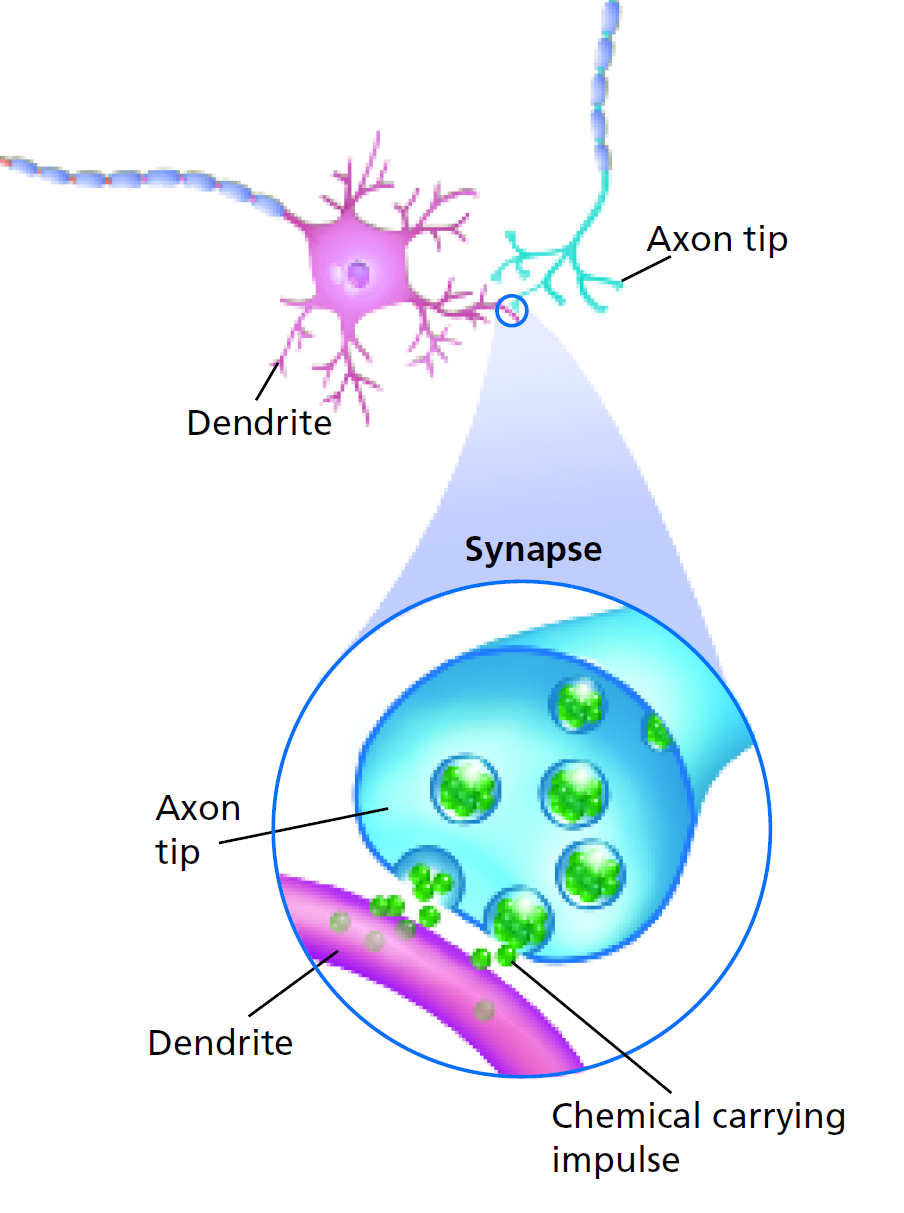 Axon tip
Dendrite
Synapse
Axon
tip
Dendrite
Chemical carrying
impulse